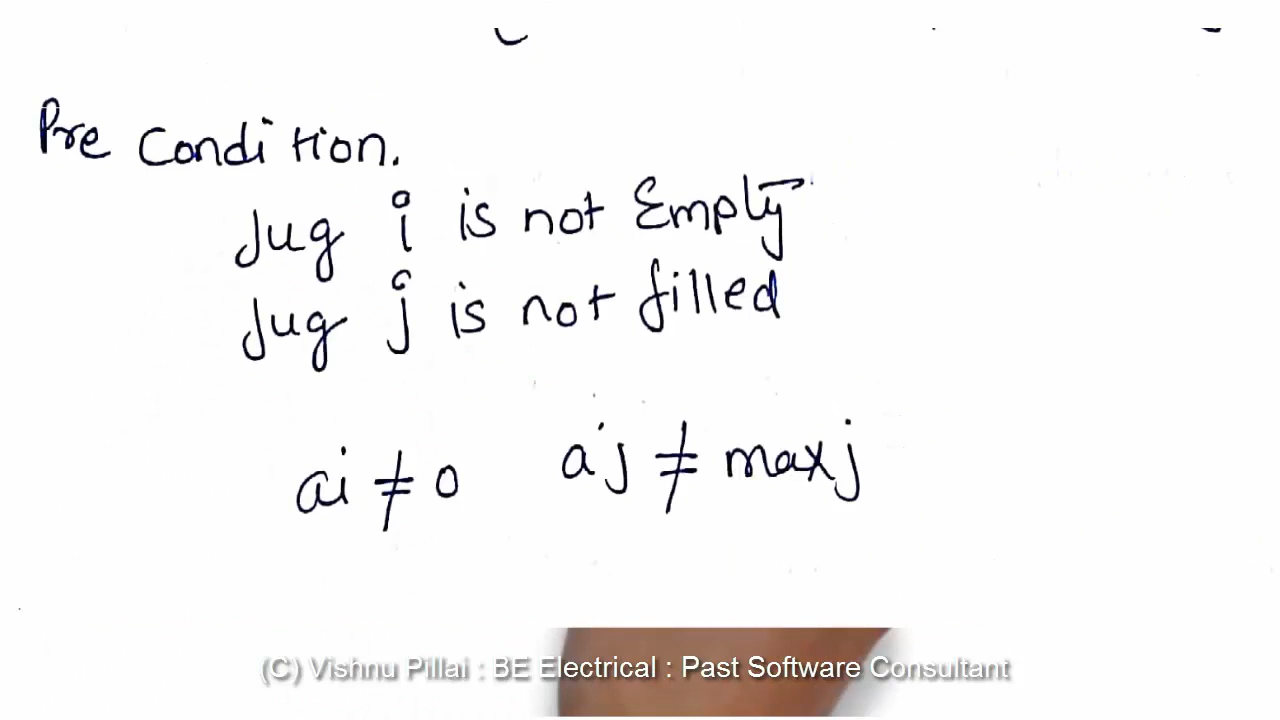 Pre Condition.
Jug i is not Empty
Jug j is not filled
ai ≠ 0 aj ≠ maxj
(C) Vishnu Pillai : BE Electrical : Past Software Consultant